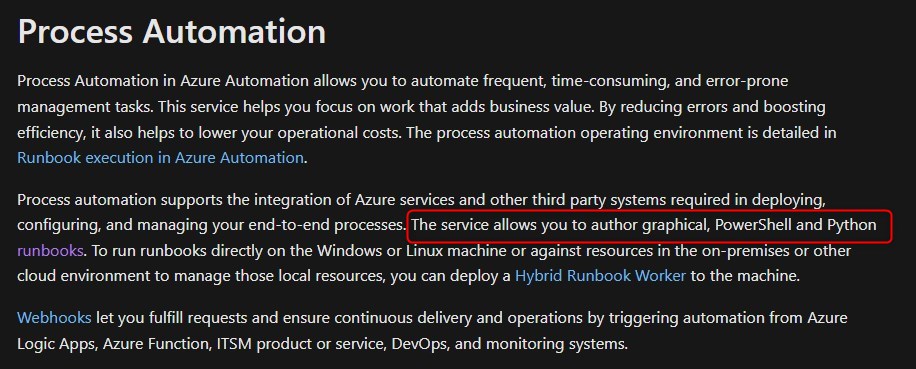 Process Automation
Process Automation in Azure Automation allows you to automate frequent, time-consuming, and error-prone
management tasks. This service helps you focus on work that adds business value. By reducing errors and boosting
efficiency, it also helps to lower your operational costs. The process automation operating environment is detailed in
Runbook execution in Azure Automation.
Process automation supports the integration of Azure services and other third party systems required in deploying,
configuring, and managing your end-to-end processes. The service allows you to author graphical, PowerShell and Python
runbooks. To run runbooks directly on the Windows or Linux machine or against resources in the on-premises or other
cloud environment to manage those local resources, you can deploy a Hybrid Runbook Worker to the machine.
Webhooks let you fulfill requests and ensure continuous delivery and operations by triggering automation from Azure
Logic Apps, Azure Function, ITSM product or service, DevOps, and monitoring systems.